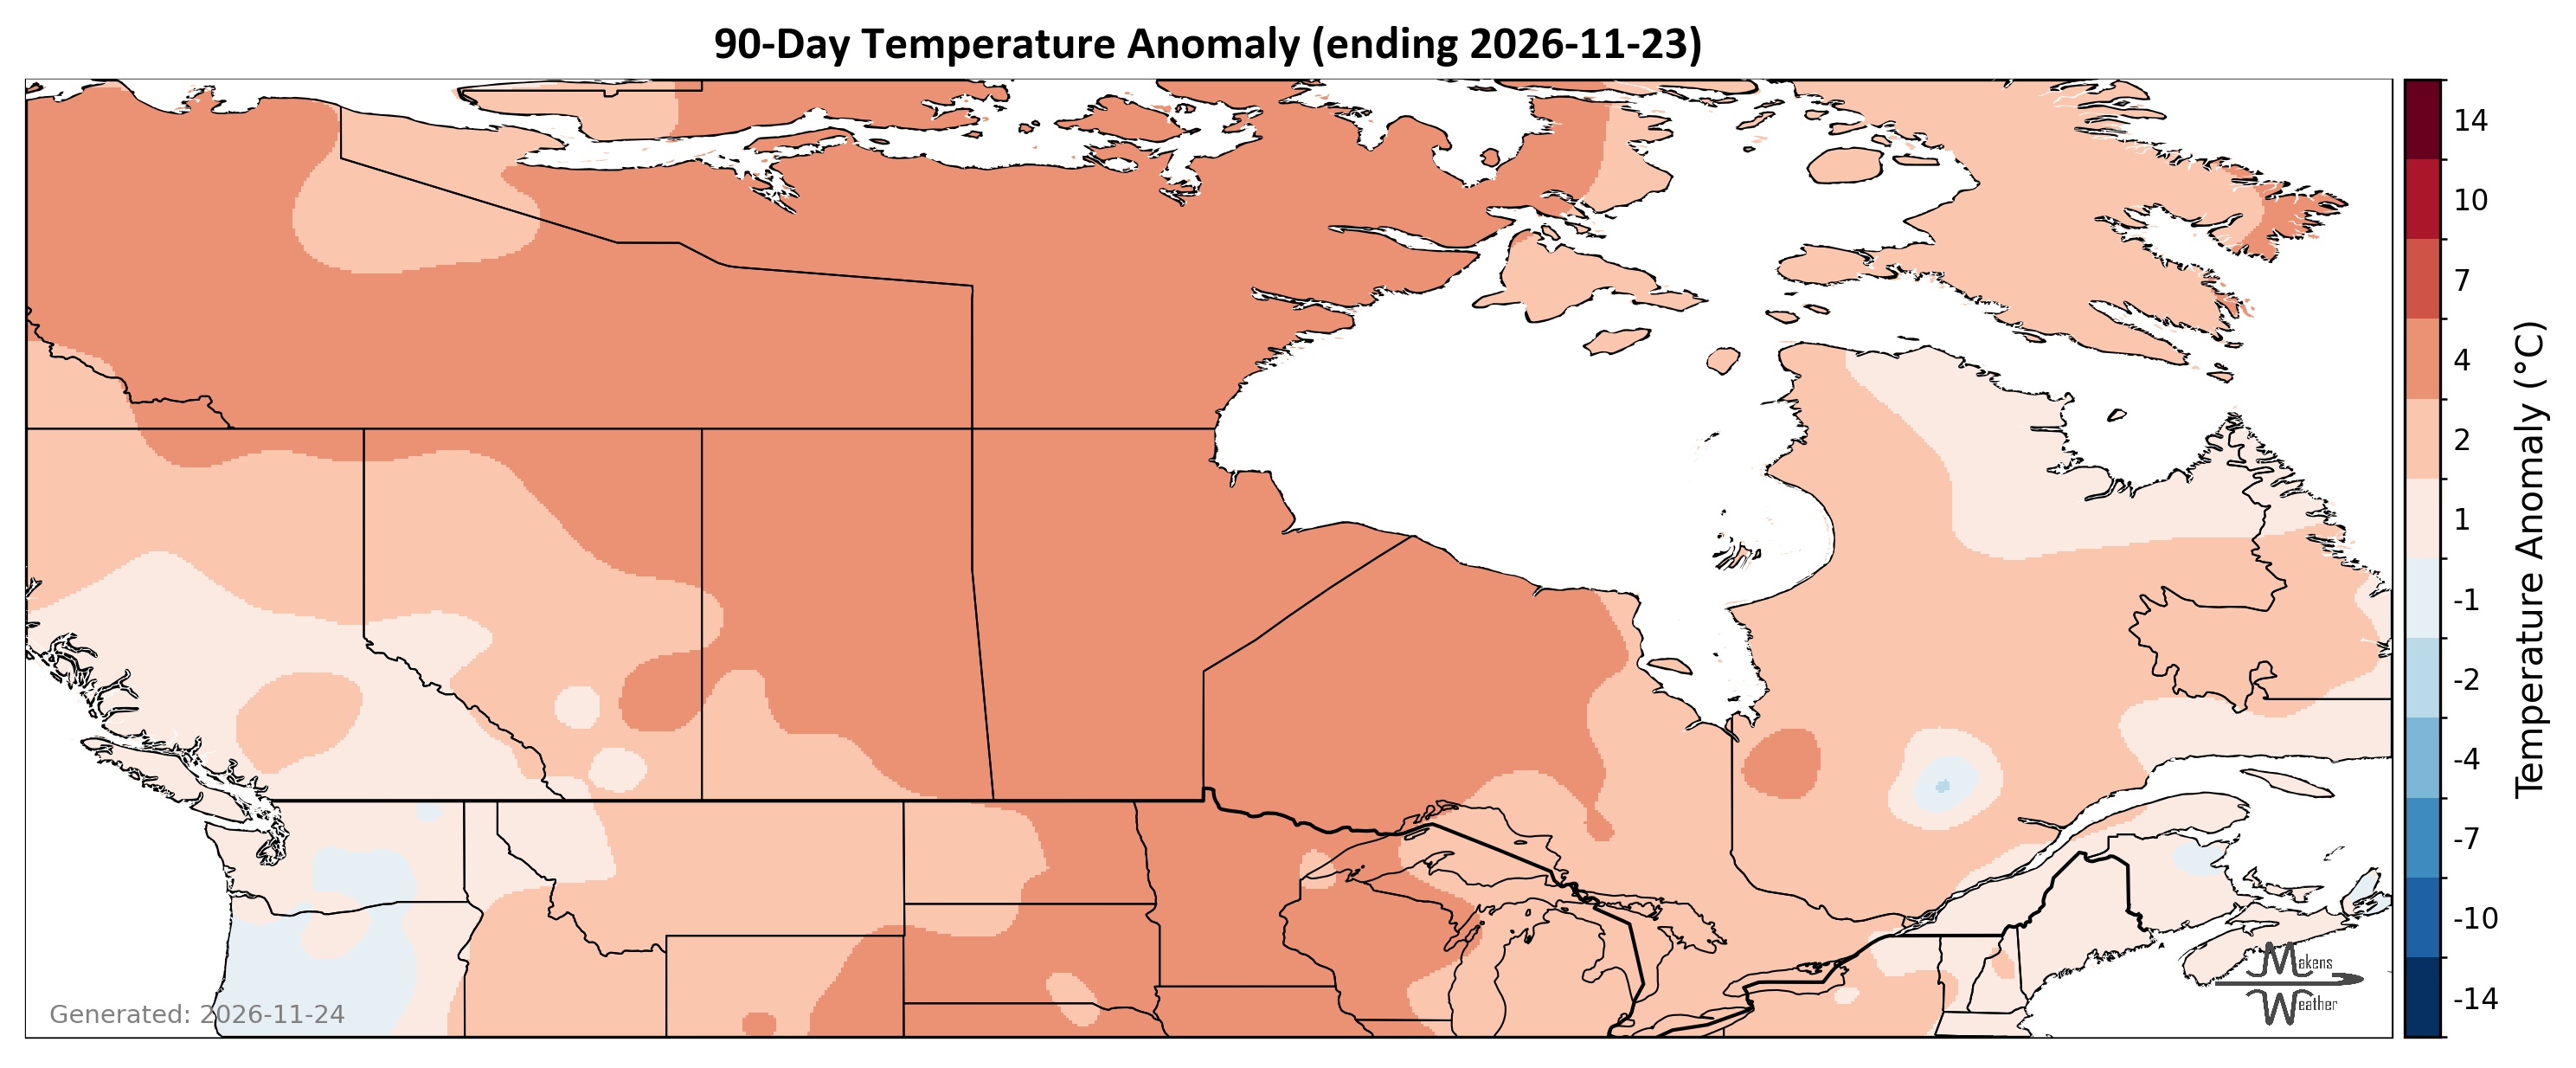 90-Day Temperature Anomaly (ending 2026-11-23)
14
10
7
4
2
1
-1
-2
-4
-7
-10
-14
Temperature Anomaly (°C)
Makens
Weather
Generated: 2026-11-24